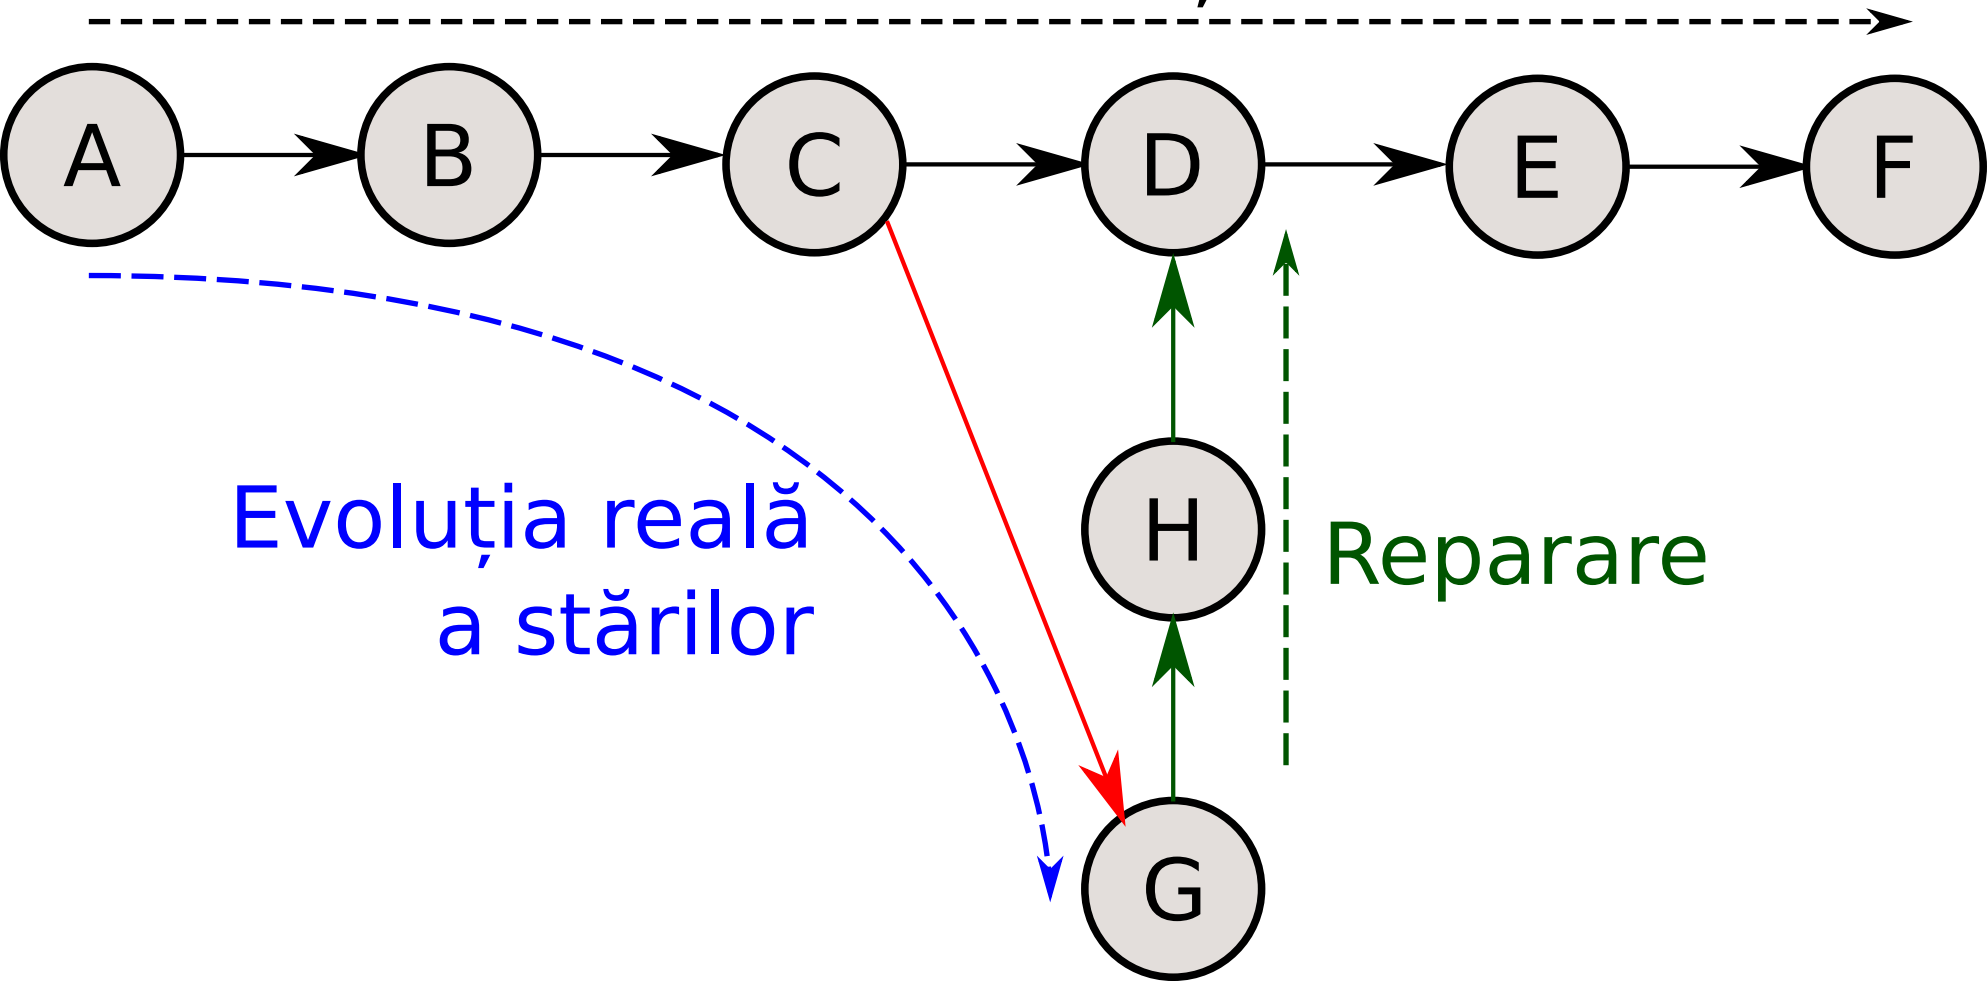 A B C D E F
Evoluția reală
a stărilor
H
Reparare
G